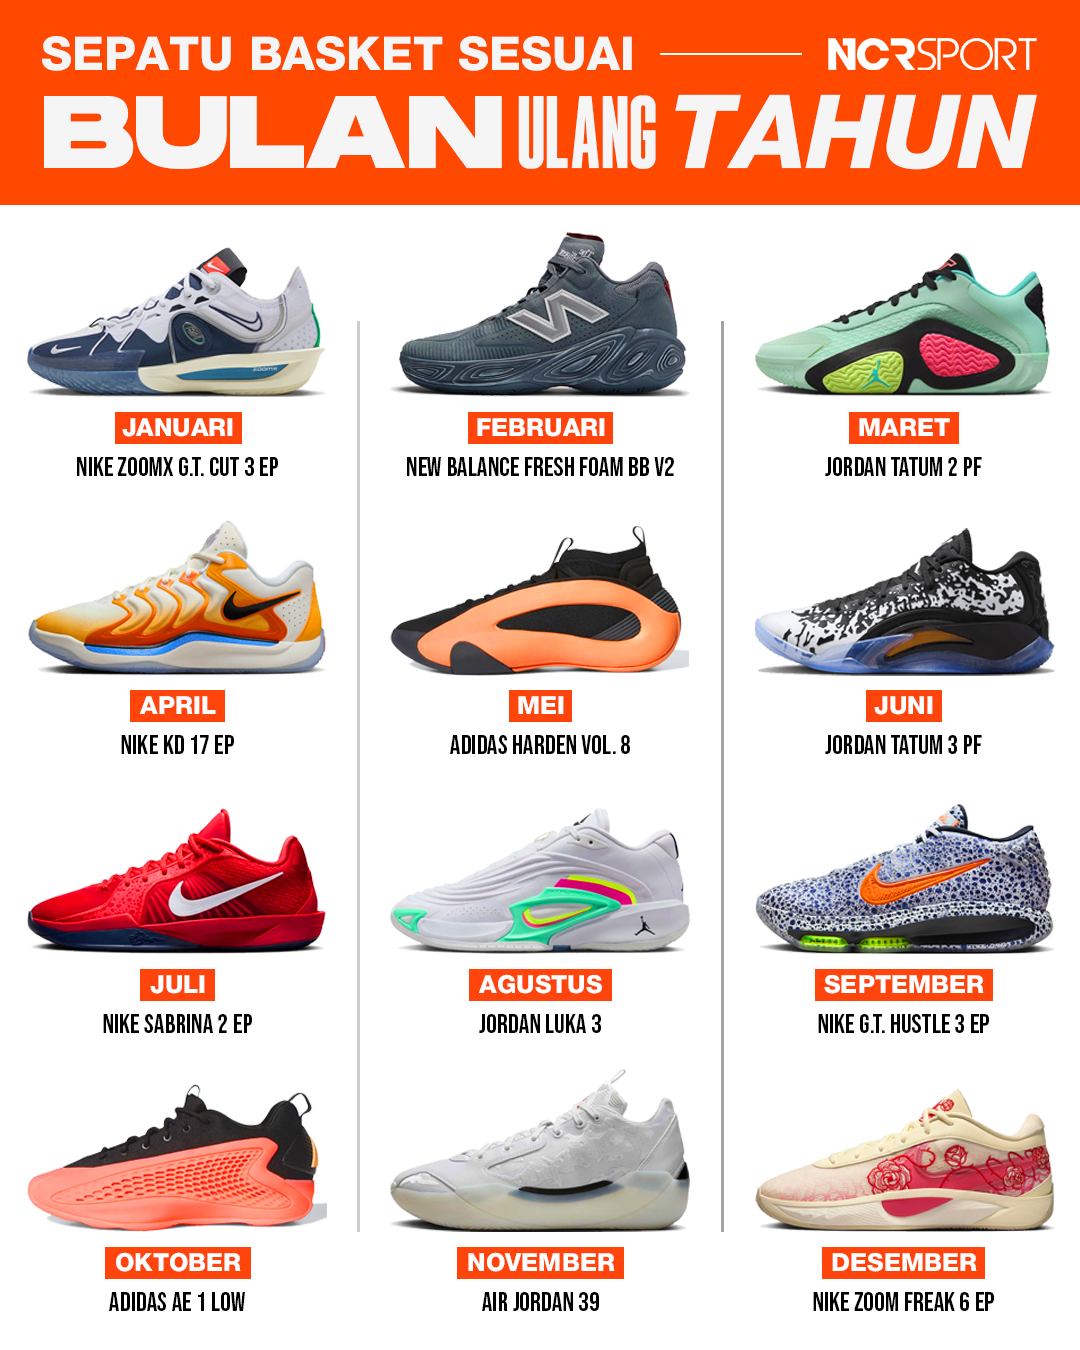 SEPATU BASKET SESUAI
NCRSPORT
BULAN ULANG TAHUN
JANUARI
NIKE ZOOMX G.T. CUT 3 EP
FEBRUARI
NEW BALANCE FRESH FOAM BB V2
MARET
JORDAN TATUM 2 PF
APRIL
NIKE KD 17 EP
MEI
ADIDAS HARDEN VOL. 8
JUNI
JORDAN TATUM 3 PF
JULI
NIKE SABRINA 2 EP
AGUSTUS
JORDAN LUKA 3
SEPTEMBER
NIKE G.T. HUSTLE 3 EP
OKTOBER
ADIDAS AE 1 LOW
NOVEMBER
AIR JORDAN 39
DESEMBER
NIKE ZOOM FREAK 6 EP